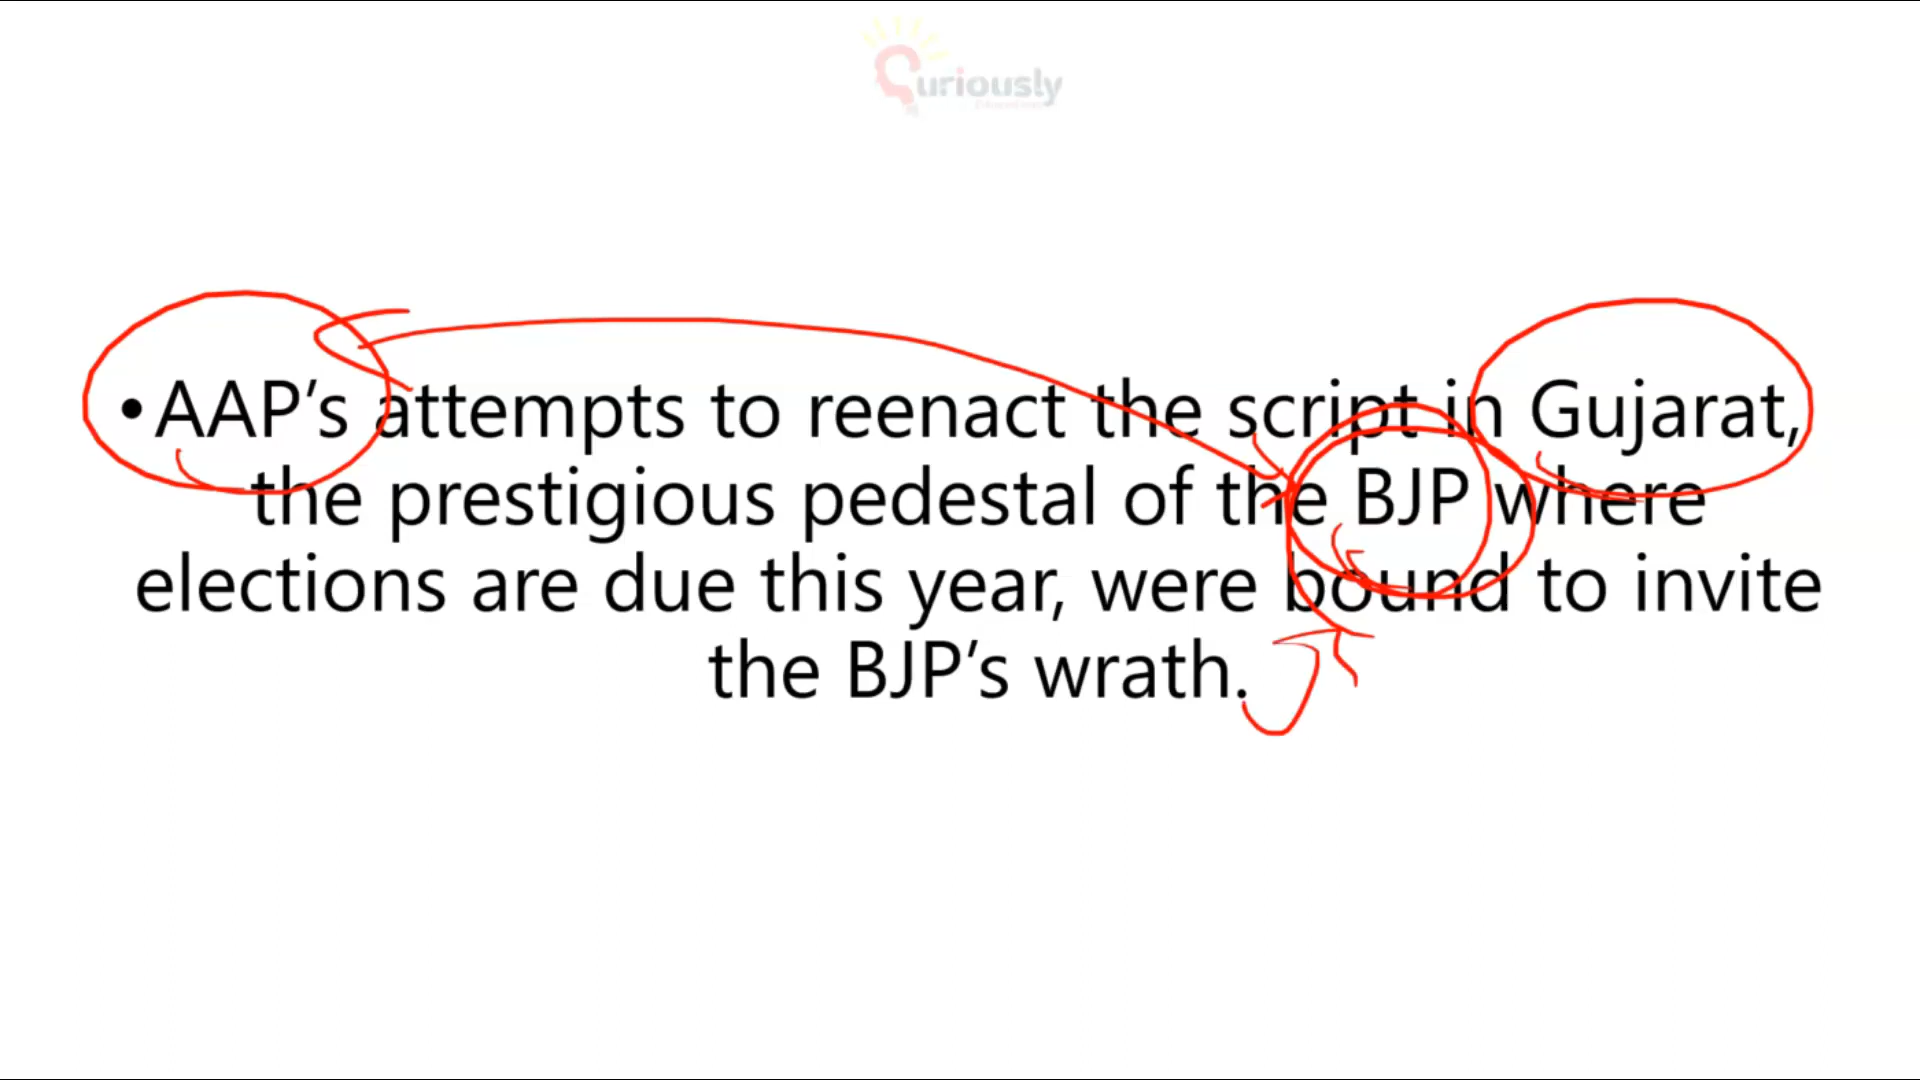 uriously
• AAP’s attempts to reenact the script in Gujarat,
the prestigious pedestal of the BJP where
elections are due this year, were bound to invite
the BJP’s wrath.